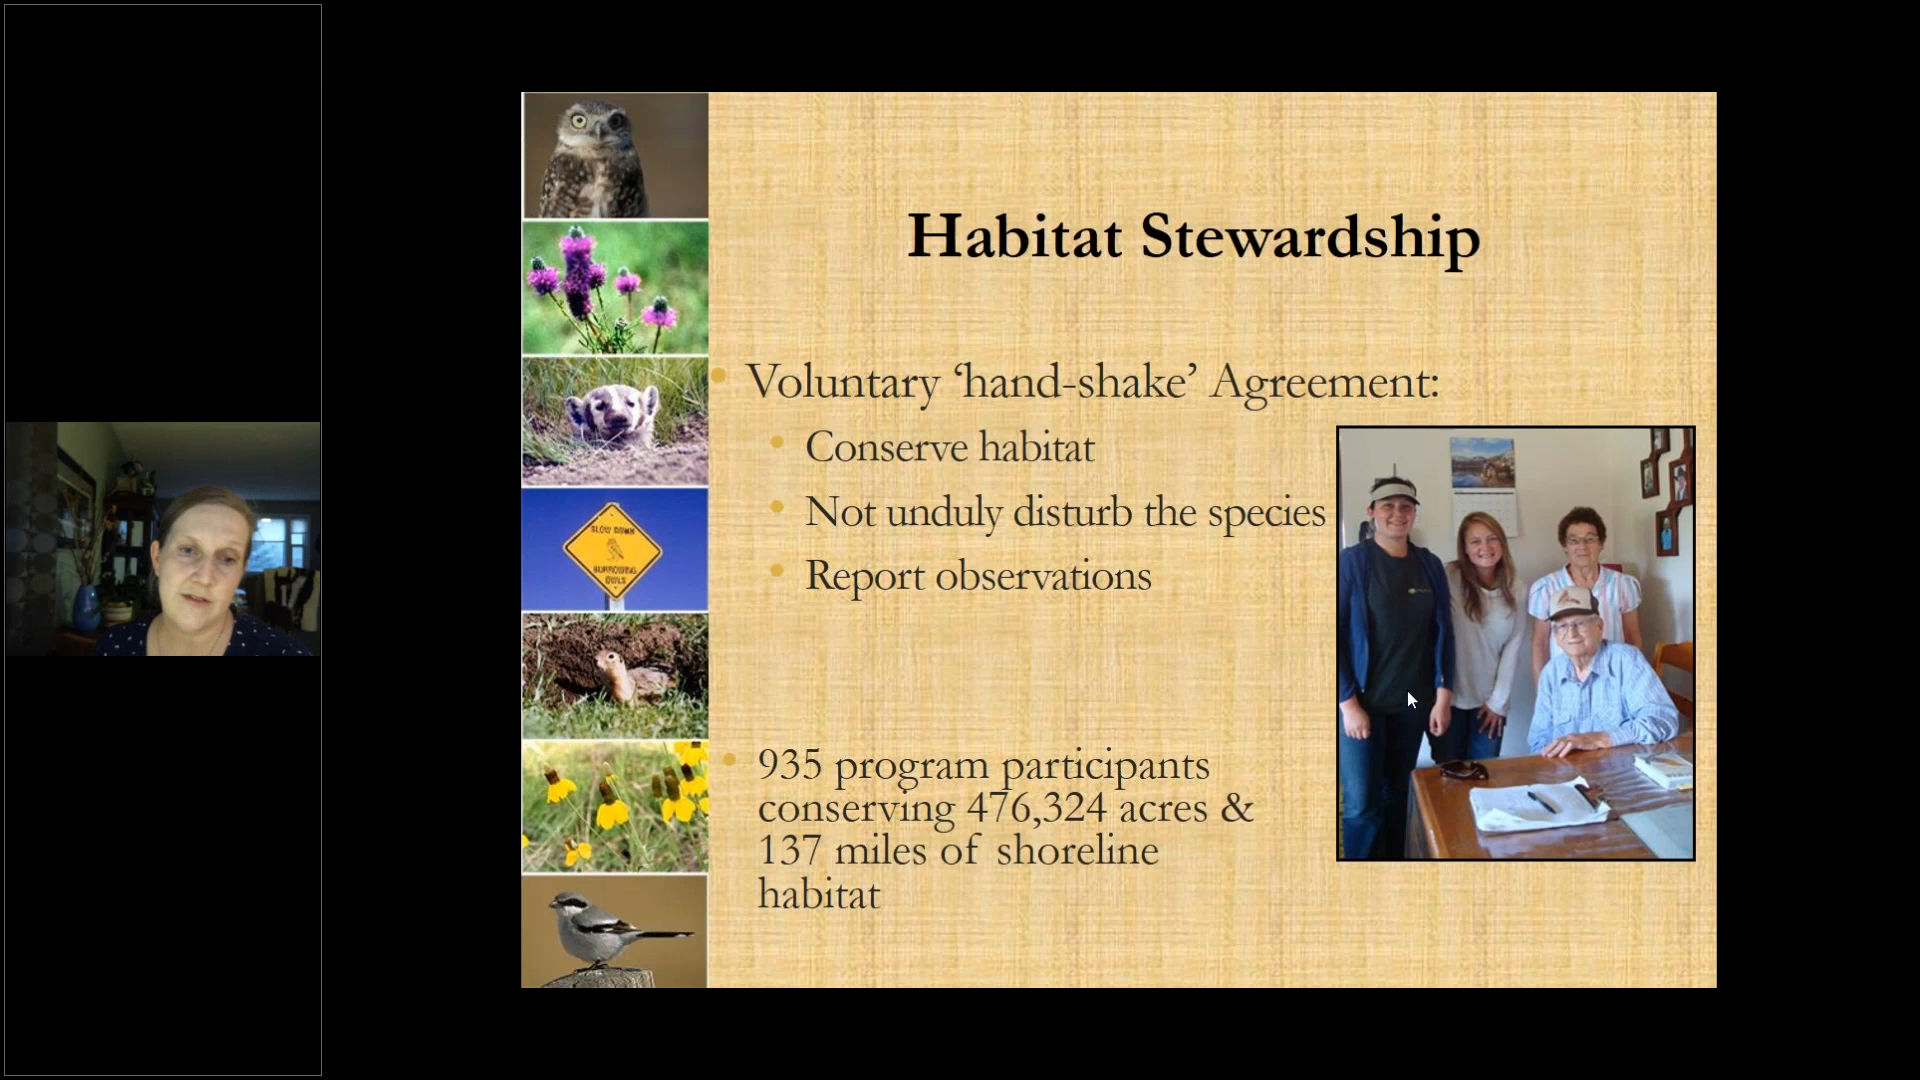 SLOW DOWN
BURROWING
OWLS
Habitat Stewardship
Voluntary ‘hand-shake’ Agreement:
Conserve habitat
Not unduly disturb the species
Report observations
935 program participants
conserving 476,324 acres &
137 miles of shoreline
habitat